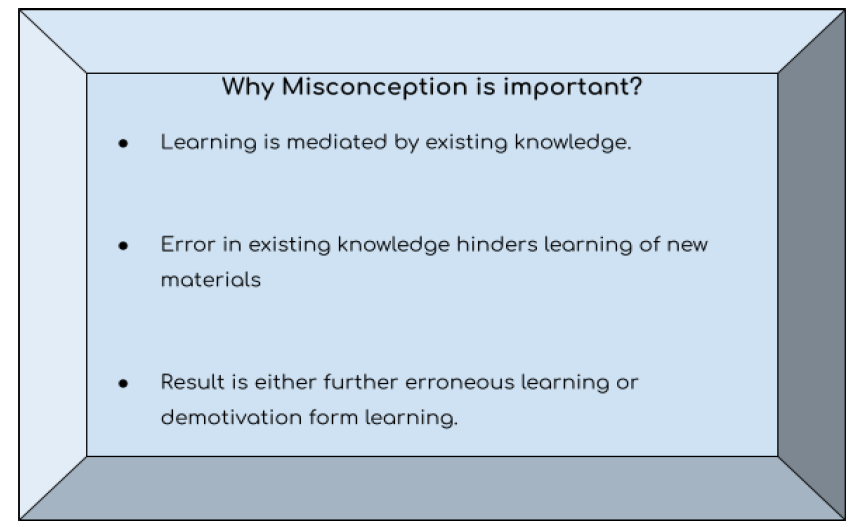 Why Misconception is important?
● Learning is mediated by existing knowledge.
● Error in existing knowledge hinders learning of new
materials
● Result is either further erroneous learning or
demotivation form learning.